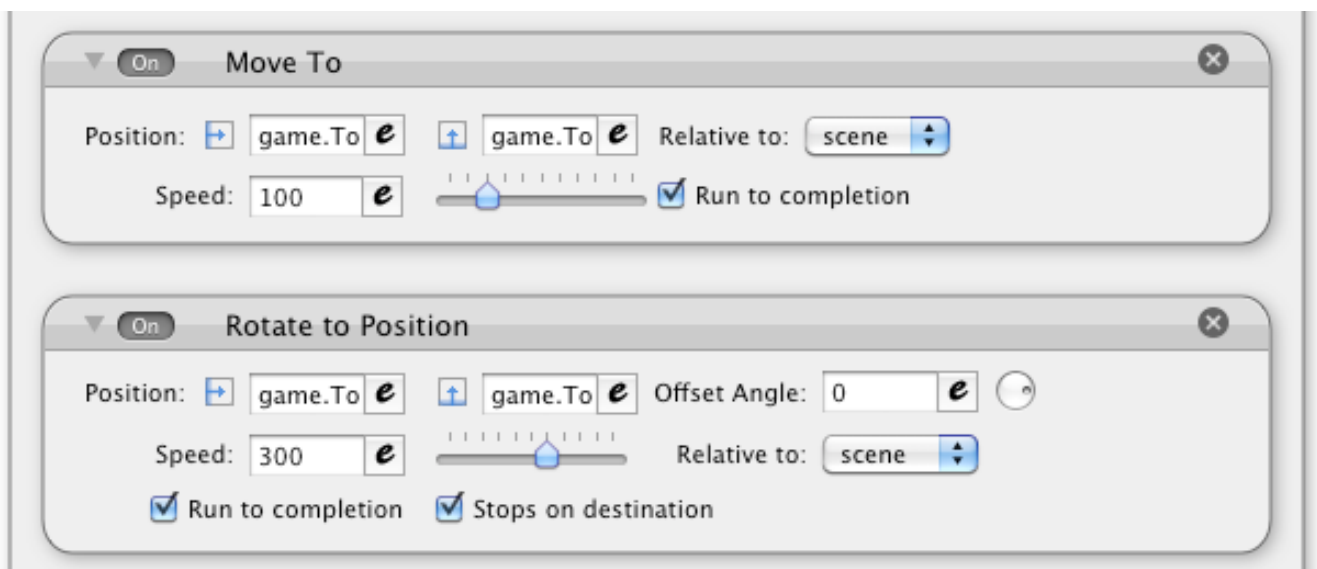 On Move To
Position: game.To e game.To e Relative to: scene
Speed: 100 e Run to completion
On Rotate to Position
Position: game.To e game.To e Offset Angle: 0 e
Speed: 300 e Relative to: scene
Run to completion Stops on destination